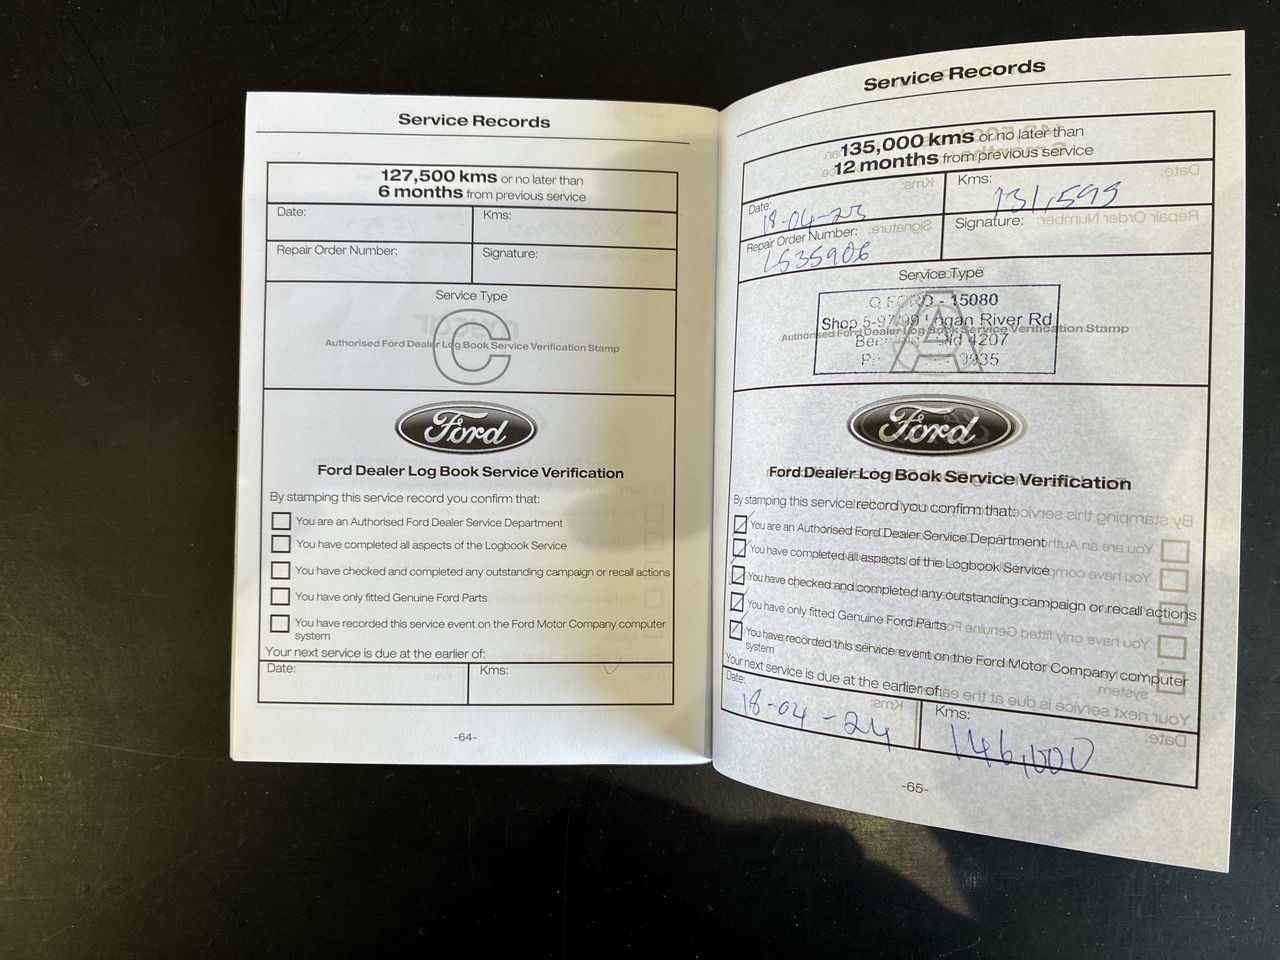 Service Records
127,500 kms or no later than
6 months from previous service
Date:
Kms:
Repair Order Number:
Signature:
Service Type
C
Authorised Ford Dealer Log Book Service Verification Stamp
Ford
Ford Dealer Log Book Service Verification
By stamping this service record you confirm that:
You are an Authorised Ford Dealer Service Department
You have completed all aspects of the Logbook Service
You have checked and completed any outstanding campaign or recall actions
You have only fitted Genuine Ford Parts
You have recorded this service event on the Ford Motor Company computer
system
Your next service is due at the earlier of:
Date:
Kms:
-64-
Service Records
135,000 kms or no later than
12 months from previous service
Date:
18-04-23
Kms:
131,599
Repair Order Number:
L535906
Signature:
Service Type
A
Q FORD - 15080
Shop 5-97/99 Logan River Rd
Authorised Ford Dealer Log Book Service Verification Stamp
Qld 4207
Ford
Ford Dealer Log Book Service Verification
By stamping this service record you confirm that:
You are an Authorised Ford Dealer Service Department
You have completed all aspects of the Logbook Service
You have checked and completed any outstanding campaign or recall actions
You have only fitted Genuine Ford Parts
You have recorded this service event on the Ford Motor Company computer
system
Your next service is due at the earlier of:
Date:
18-04-24
Kms:
146,000
-65-